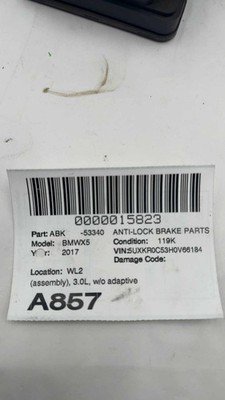 0000015823
Part: ABK -53340 ANTI-LOCK BRAKE PARTS
Model: BMWX5 Condition: 119K
Year: 2017 VIN:5UXKR0C53H0V66184
Damage Code:
Location: WL2
(assembly), 3.0L, w/o adaptive
A857